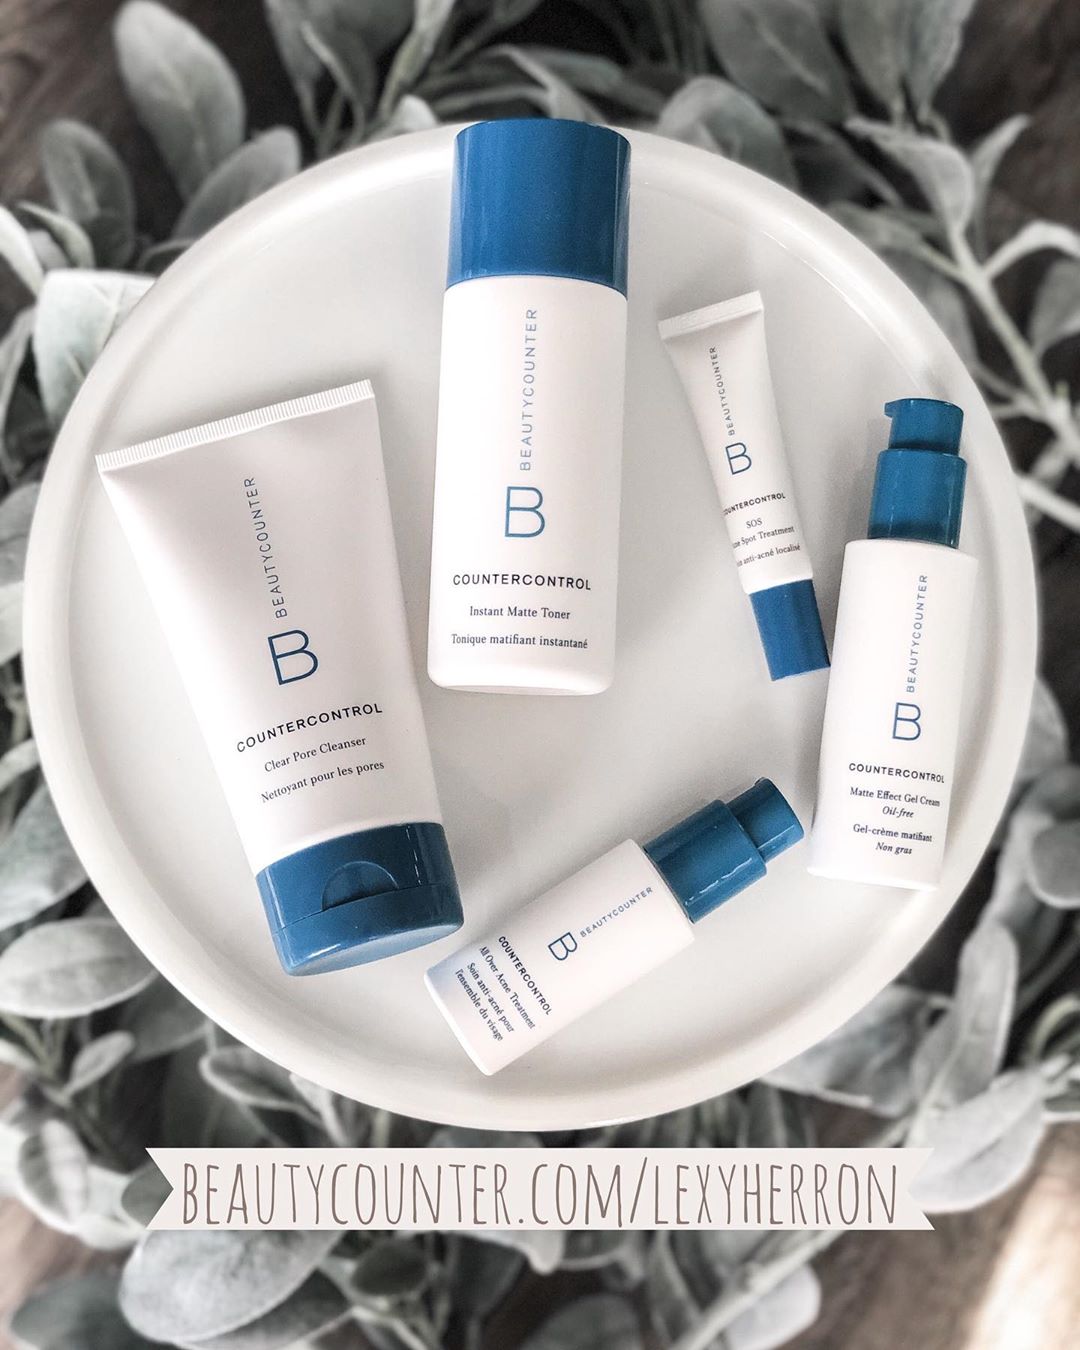 BEAUTYCOUNTER
B
COUNTERCONTROL
Instant Matte Toner
Tonique matifiant instantané
BEAUTYCOUNTER
B
COUNTERCONTROL
SOS
Spot Treatment
anti-acné localisé
BEAUTYCOUNTER
B
COUNTERCONTROL
Clear Pore Cleanser
Nettoyant pour les pores
BEAUTYCOUNTER
B
COUNTERCONTROL
Matte Effect Gel Cream
Oil-free
Gel-crème matifiant
Non gras
BEAUTYCOUNTER
B
COUNTERCONTROL
All Over Acne Treatment
Soin anti-acné pour
l'ensemble du visage
BEAUTYCOUNTER.COM/LEXYHERRON